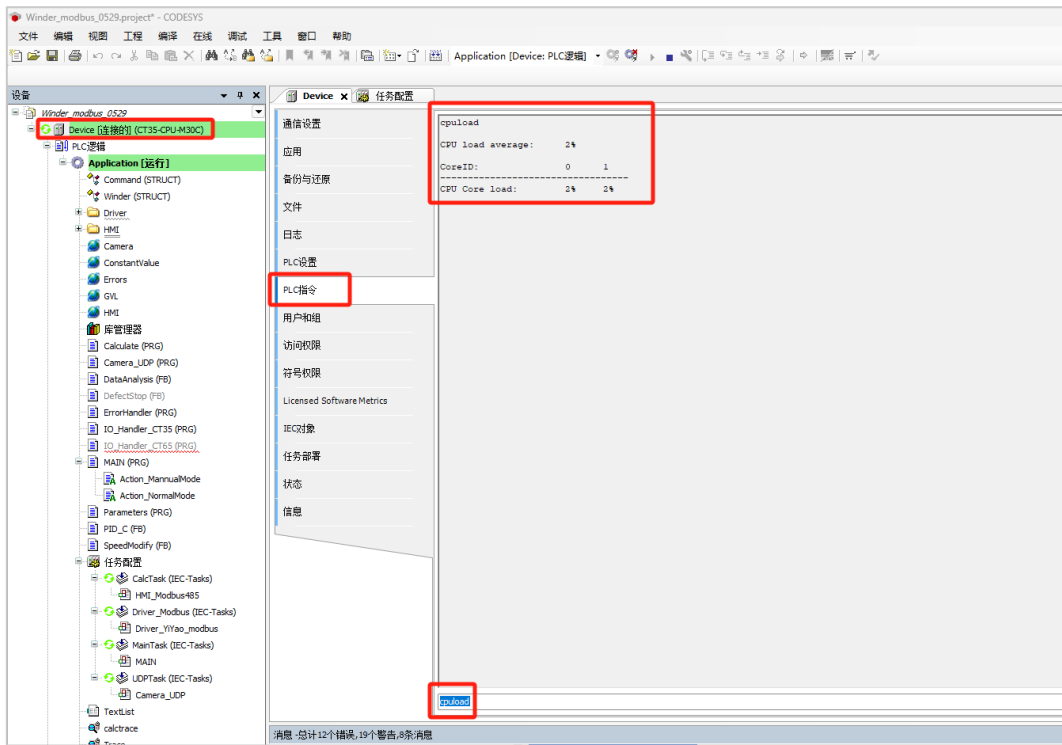 Winder_modbus_0529.project* - CODESYS
文件 编辑 视图 工程 编译 在线 调试 工具 窗口 帮助
Application [Device: PLC逻辑]
设备
Winder_modbus_0529
Device [连接的] (CT35-CPU-M30C)
PLC逻辑
Application [运行]
Command (STRUCT)
Winder (STRUCT)
Driver
HMI
Camera
ConstantValue
Errors
GVL
HMI
库管理器
Calculate (PRG)
Camera_UDP (PRG)
DataAnalysis (FB)
DefectStop (FB)
ErrorHandler (PRG)
IO_Handler_CT35 (PRG)
IO_Handler_CT65 (PRG)
MAIN (PRG)
Action_MannualMode
Action_NormalMode
Parameters (PRG)
PID_C (FB)
SpeedModify (FB)
任务配置
CalcTask (IEC-Tasks)
HMI_Modbus485
Driver_Modbus (IEC-Tasks)
Driver_YiYao_modbus
MainTask (IEC-Tasks)
MAIN
UDPTask (IEC-Tasks)
Camera_UDP
TextList
calctrace
Trace
Device
任务配置
通信设置
应用
备份与还原
文件
日志
PLC设置
PLC指令
用户和组
访问权限
符号权限
Licensed Software Metrics
IEC对象
任务部署
状态
信息
cpuload
CPU load average: 2%
CoreID: 0 1
-----------------------------------
CPU Core load: 2% 2%
cpuload
消息 -总计12个错误,19个警告,8条消息